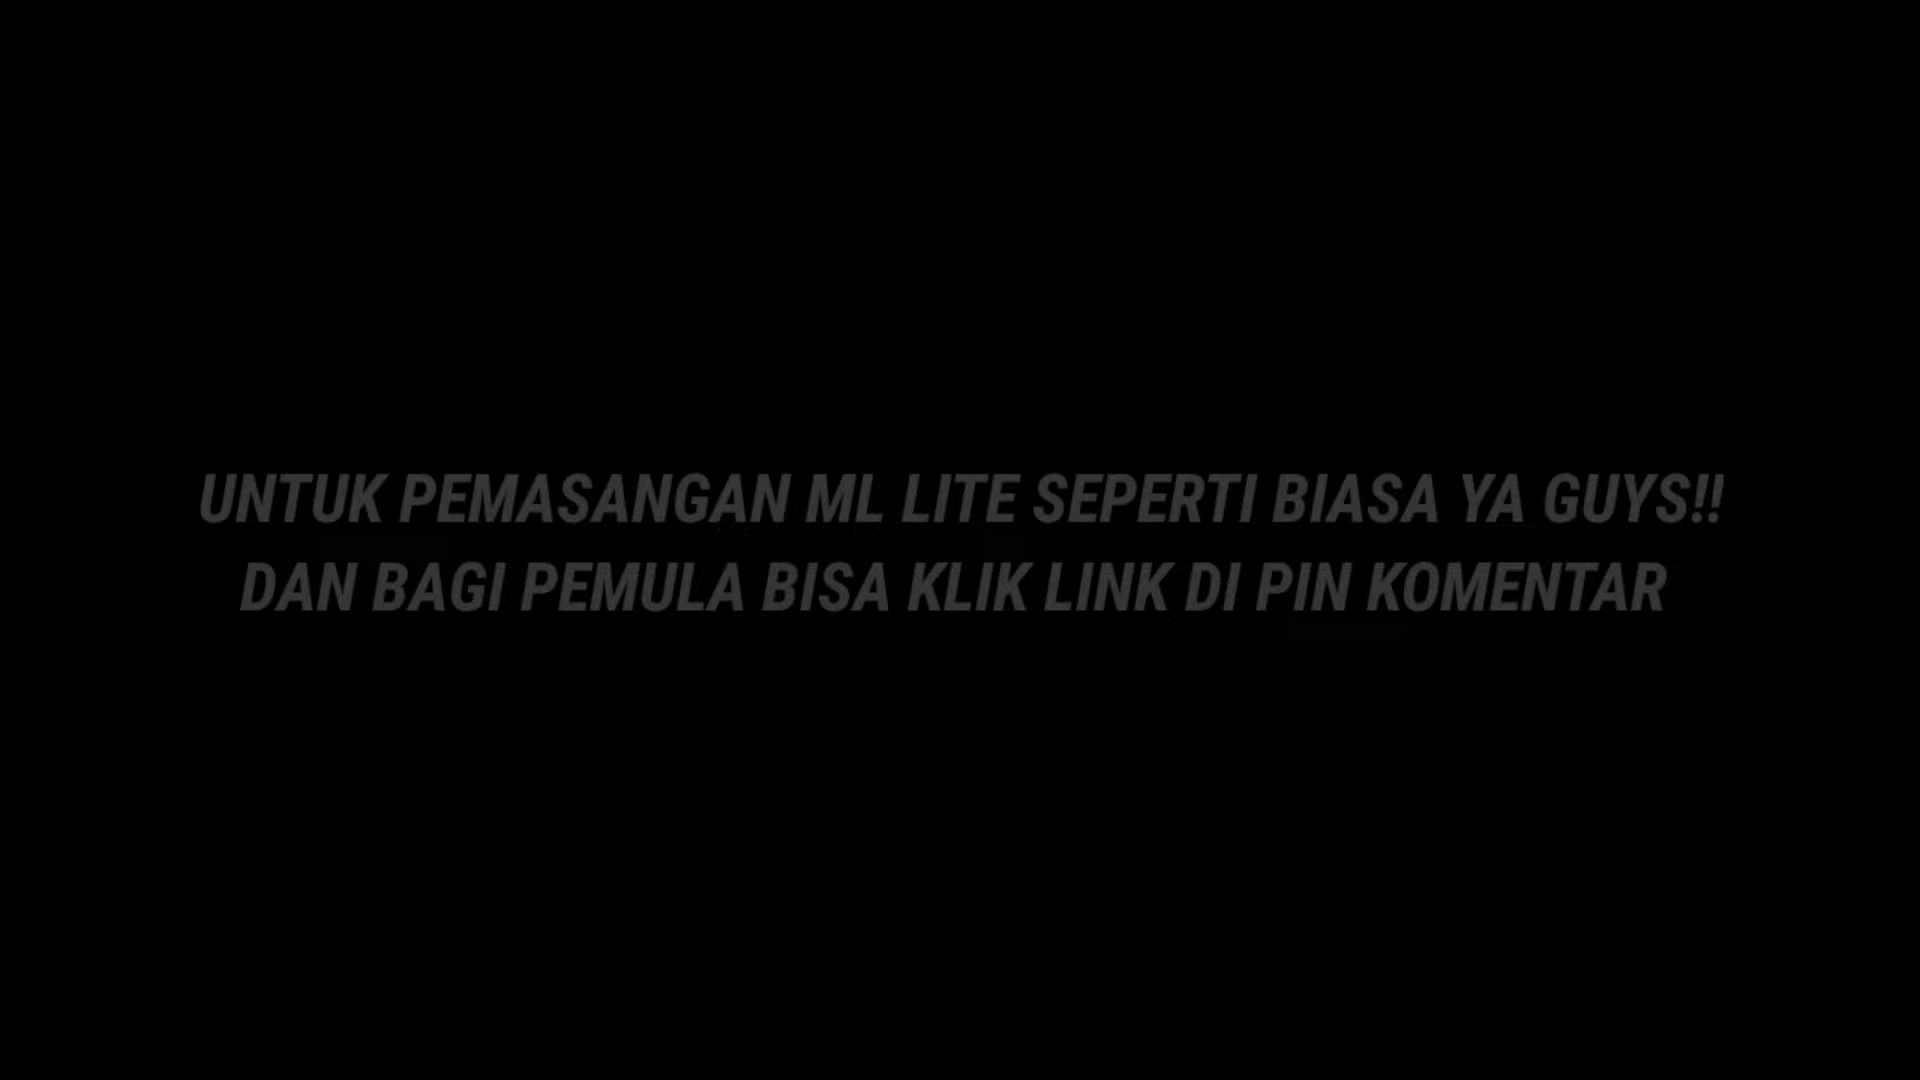 UNTUK PEMASANGAN ML LITE SEPERTI BIASA YA GUYS!!
DAN BAGI PEMULA BISA KLIK LINK DI PIN KOMENTAR